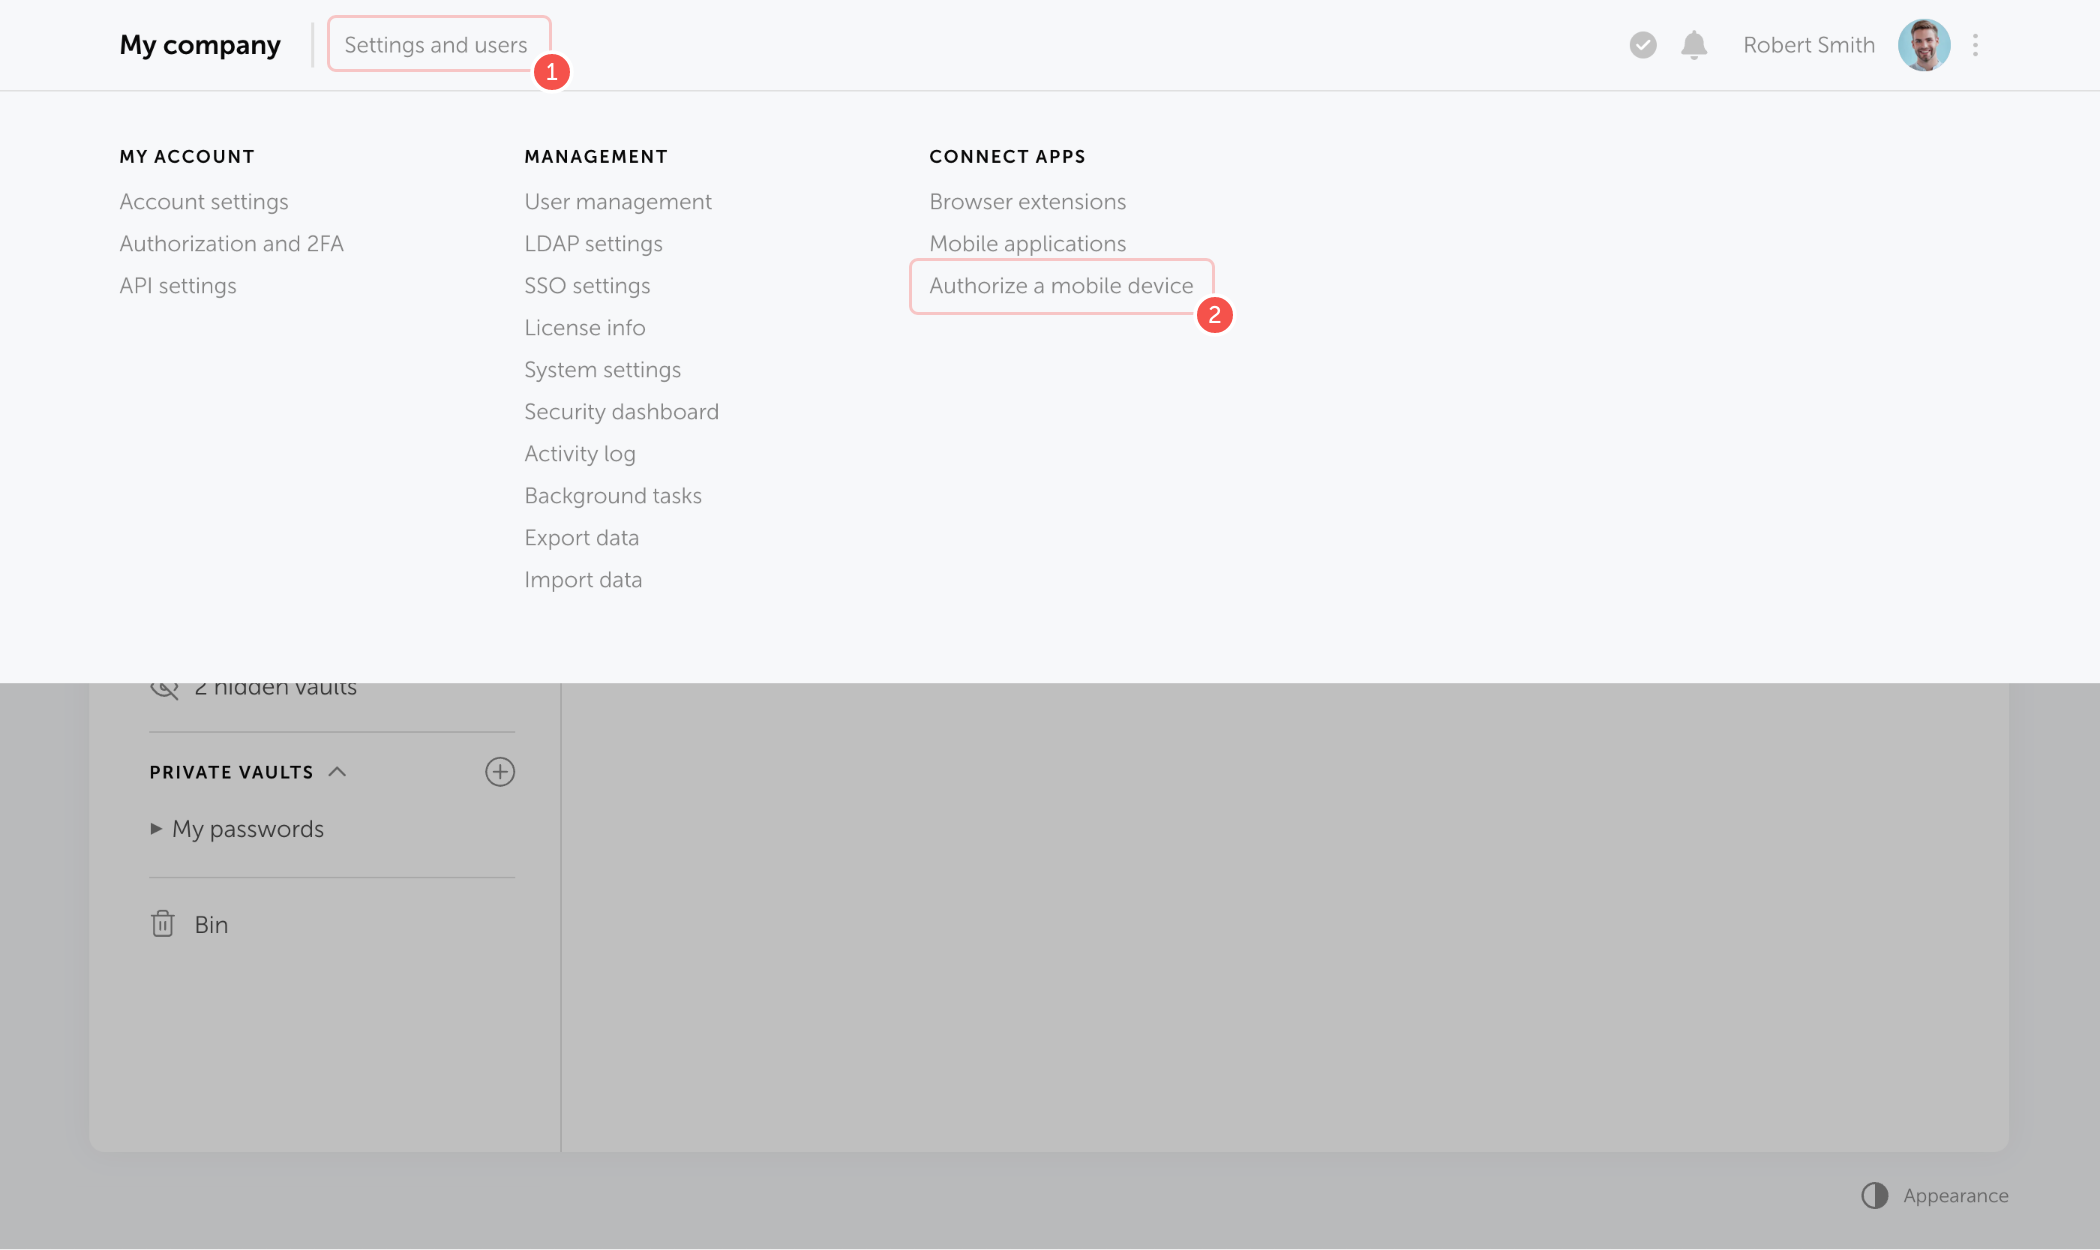 My company
Settings and users
1
Robert Smith
MY ACCOUNT
Account settings
Authorization and 2FA
API settings
MANAGEMENT
User management
LDAP settings
SSO settings
License info
System settings
Security dashboard
Activity log
Background tasks
Export data
Import data
CONNECT APPS
Browser extensions
Mobile applications
Authorize a mobile device
2
2 hidden vaults
PRIVATE VAULTS
My passwords
Bin
Appearance